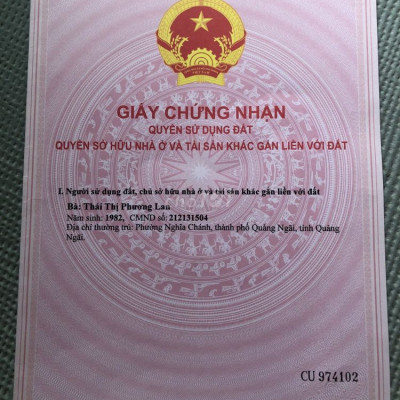 GIẤY CHỨNG NHẬN
QUYỀN SỬ DỤNG ĐẤT
QUYỀN SỞ HỮU NHÀ Ở VÀ TÀI SẢN KHÁC GẮN LIỀN VỚI ĐẤT
I. Người sử dụng đất, chủ sở hữu nhà ở và tài sản khác gắn liền với đất
Bà: Thái Thị Phương Lan
Năm sinh: 1982, CMND số: 212131504
Địa chỉ thường trú: Phường Nghĩa Chánh, thành phố Quảng Ngãi, tỉnh Quảng
Ngãi.
CU 974102